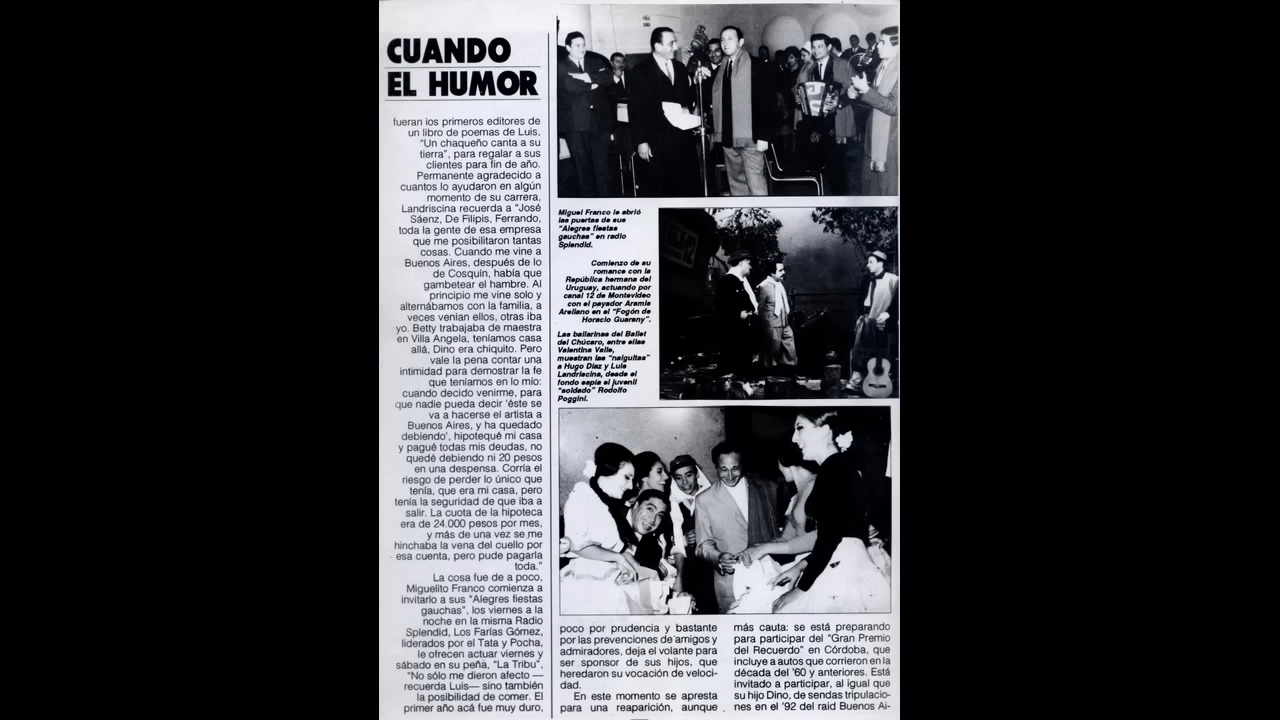 CUANDO
EL HUMOR
fueran los primeros editores de
un libro de poemas de Luis,
"Un chaqueño canta a su
tierra", para regalar a sus
clientes para fin de año.
Permanente agradecido a
cuantos lo ayudaron en algún
momento de su carrera,
Landriscina recuerda a "José
Sáenz, De Filipis, Ferrando,
toda la gente de esa empresa
que me posibilitaron tantas
cosas. Cuando me vine a
Buenos Aires, después de lo
de Cosquín, había que
gambetear el hambre. Al
principio me vine solo y
alternábamos con la familia, a
veces venían ellos, otras iba
yo. Betty trabajaba de maestra
en Villa Angela, teníamos casa
allá, Dino era chiquito. Pero
vale la pena contar una
intimidad para demostrar la fe
que teníamos en lo mío:
cuando decido venirme, para
que nadie pueda decir 'éste se
va a hacerse el artista a
Buenos Aires, y ha quedado
debiendo', hipotequé mi casa
y pagué todas mis deudas, no
quedé debiendo ni 20 pesos
en una despensa. Corría el
riesgo de perder lo único que
tenía, que era mi casa, pero
tenía la seguridad de que iba a
salir. La cuota de la hipoteca
era de 24.000 pesos por mes,
y más de una vez se me
hinchaba la vena del cuello por
esa cuenta, pero pude pagarla
toda."
La cosa fue de a poco,
Miguelito Franco comienza a
invitarlo a sus "Alegres fiestas
gauchas", los viernes a la
noche en la misma Radio
Splendid, Los Farías Gómez,
liderados por el Tata y Pocha,
le ofrecen actuar viernes y
sábado en su peña, "La Tribu",
"No sólo me dieron afecto —
recuerda Luis— sino también
la posibilidad de comer. El
primer año acá fue muy duro,
Miguel Franco le abrió
las puertas de sus
"Alegres fiestas
gauchas" en radio
Splendid.
Comienzo de su
romance con la
República hermana del
Uruguay, actuando por
canal 12 de Montevideo
con el payador Aramis
Arellano en el "Fogón de
Horacio Guarany".
Las bailarinas del Ballet
del Chúcaro, entre ellas
Valentina Valle,
muestran las "nalguitas"
a Hugo Díaz y Luis
Landriscina, desde el
fondo espía el juvenil
"soldado" Rodolfo
Poggini.
poco por prudencia y bastante
por las prevenciones de amigos y
admiradores, deja el volante para
ser sponsor de sus hijos, que
heredaron su vocación de veloci-
dad.
En este momento se apresta
para una reaparición, aunque
más cauta: se está preparando
para participar del "Gran Premio
del Recuerdo" en Córdoba, que
incluye a autos que corrieron en la
década del '60 y anteriores. Está
invitado a participar, al igual que
su hijo Dino, de sendas tripulacio-
nes en el '92 del raid Buenos Ai-